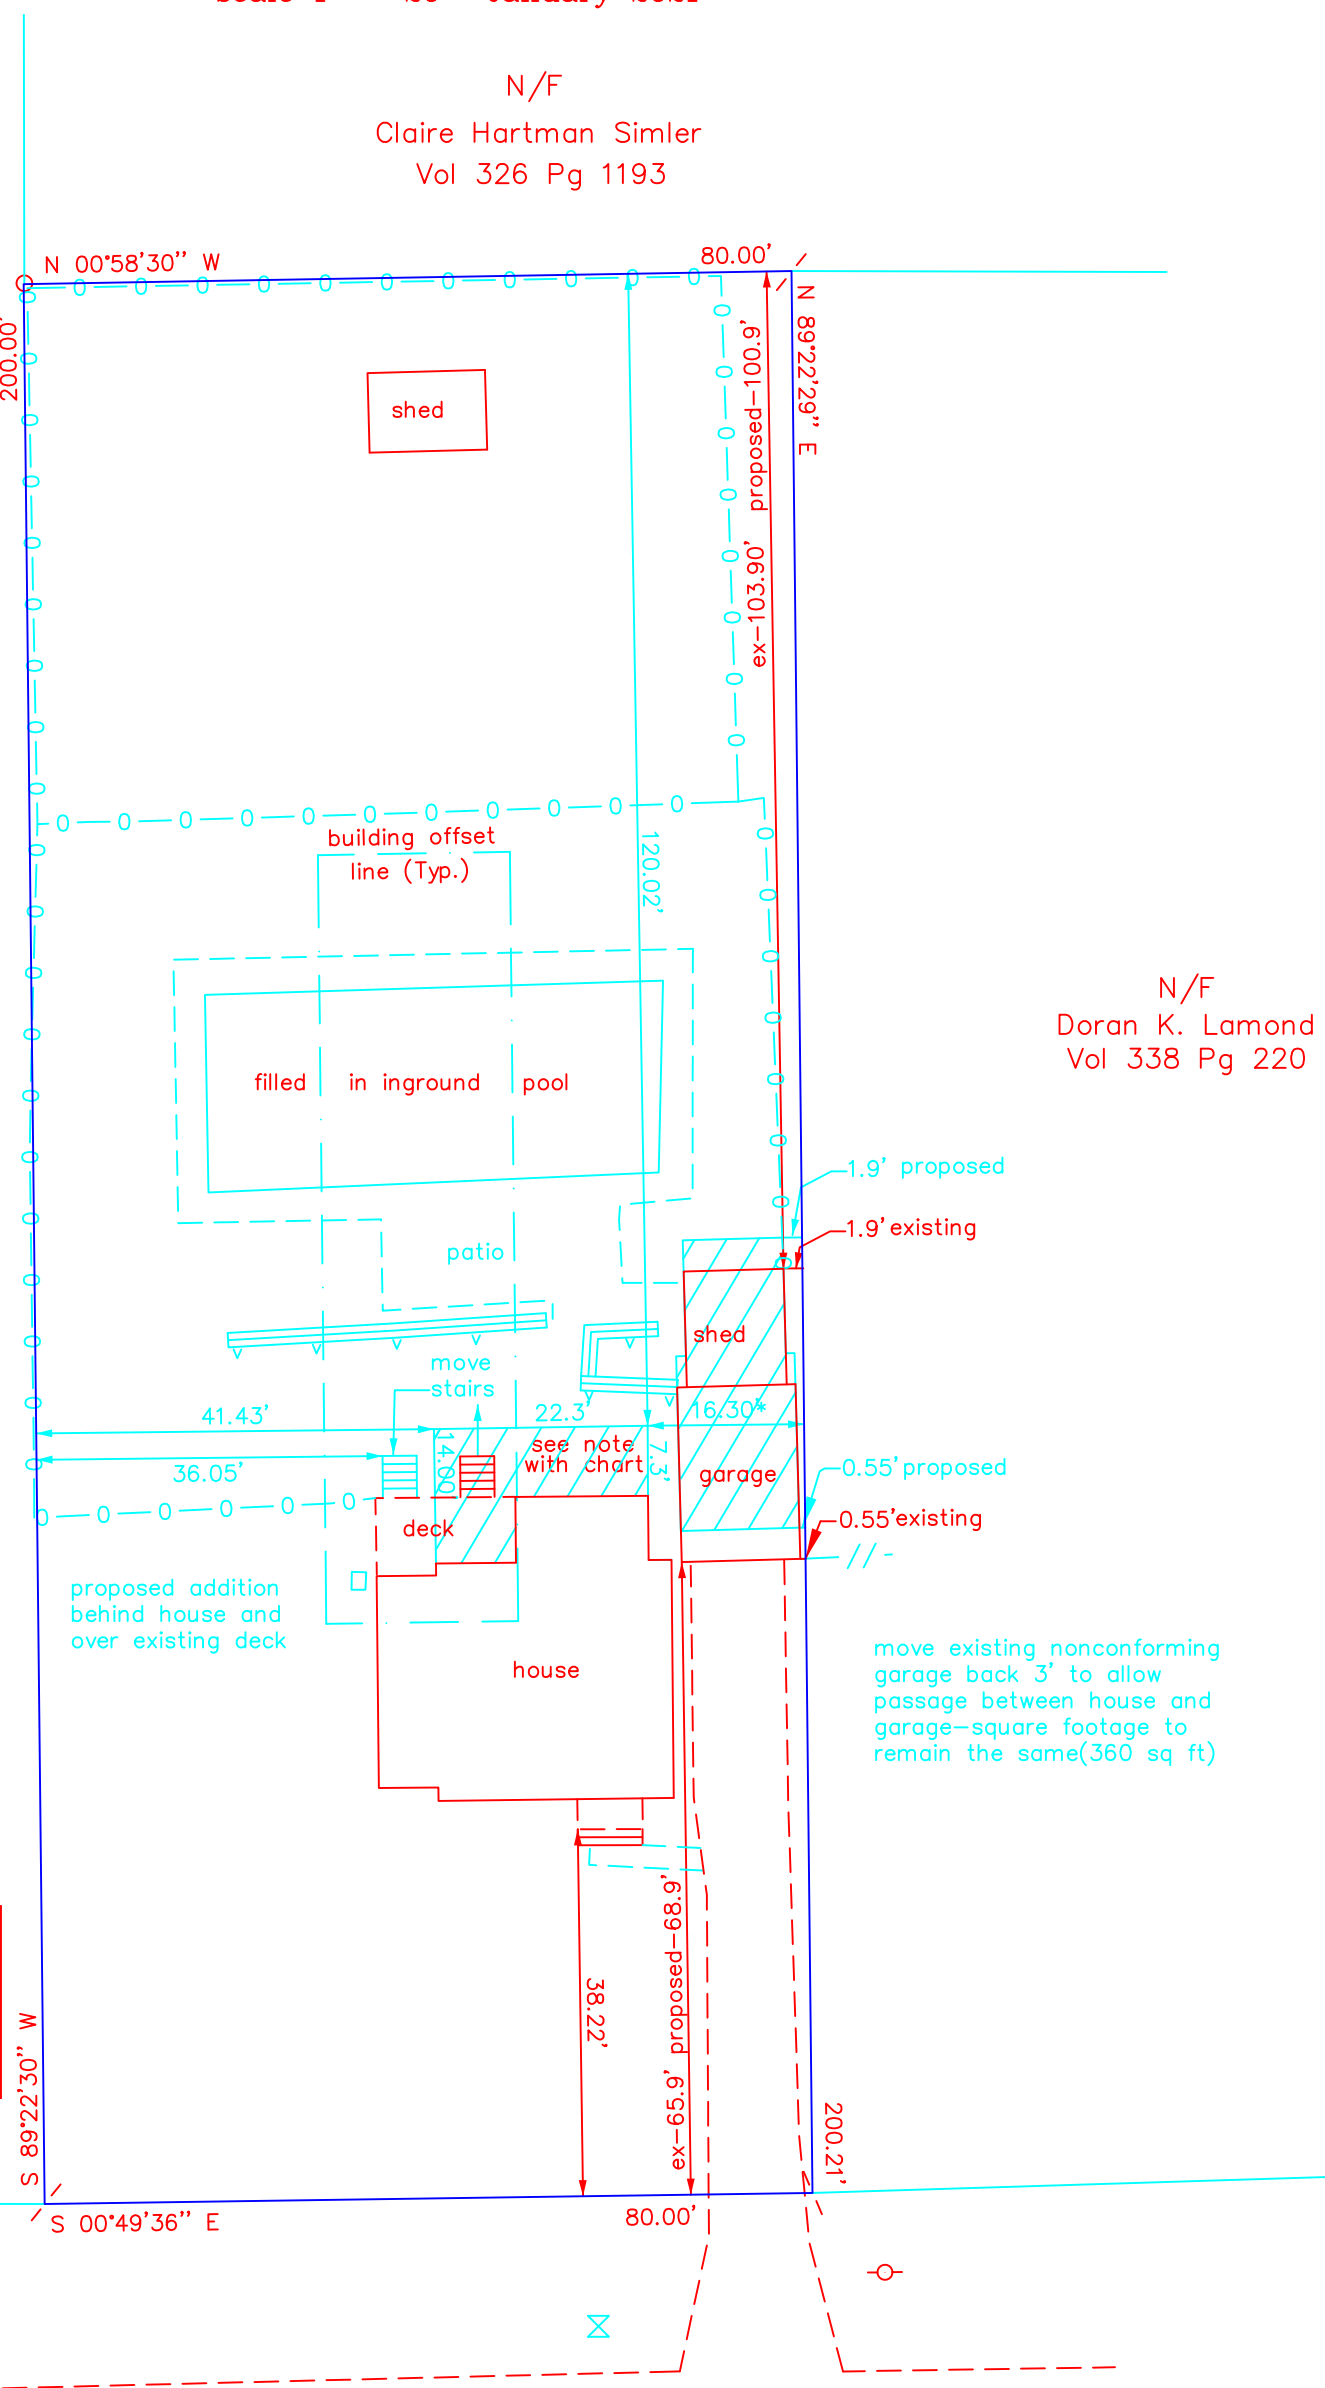 N/F
Claire Hartman Simler
Vol 326 Pg 1193
N 00°58'30" W
80.00'
N 89°22'29" E
200.00'
shed
proposed-100.9'
ex-103.90'
building offset
line (Typ.)
120.02'
N/F
Doran K. Lamond
Vol 338 Pg 220
filled in inground pool
1.9' proposed
1.9' existing
patio
shed
move
stairs
41.43'
22.3'
16.30'*
see note
with chart
14.00
7.3'
garage
36.05'
0.55' proposed
0.55' existing
deck
proposed addition
behind house and
over existing deck
house
move existing nonconforming
garage back 3' to allow
passage between house and
garage-square footage to
remain the same(360 sq ft)
38.22'
ex-65.9' proposed-68.9'
S 89°22'30" W
200.21'
S 00°49'36" E
80.00'